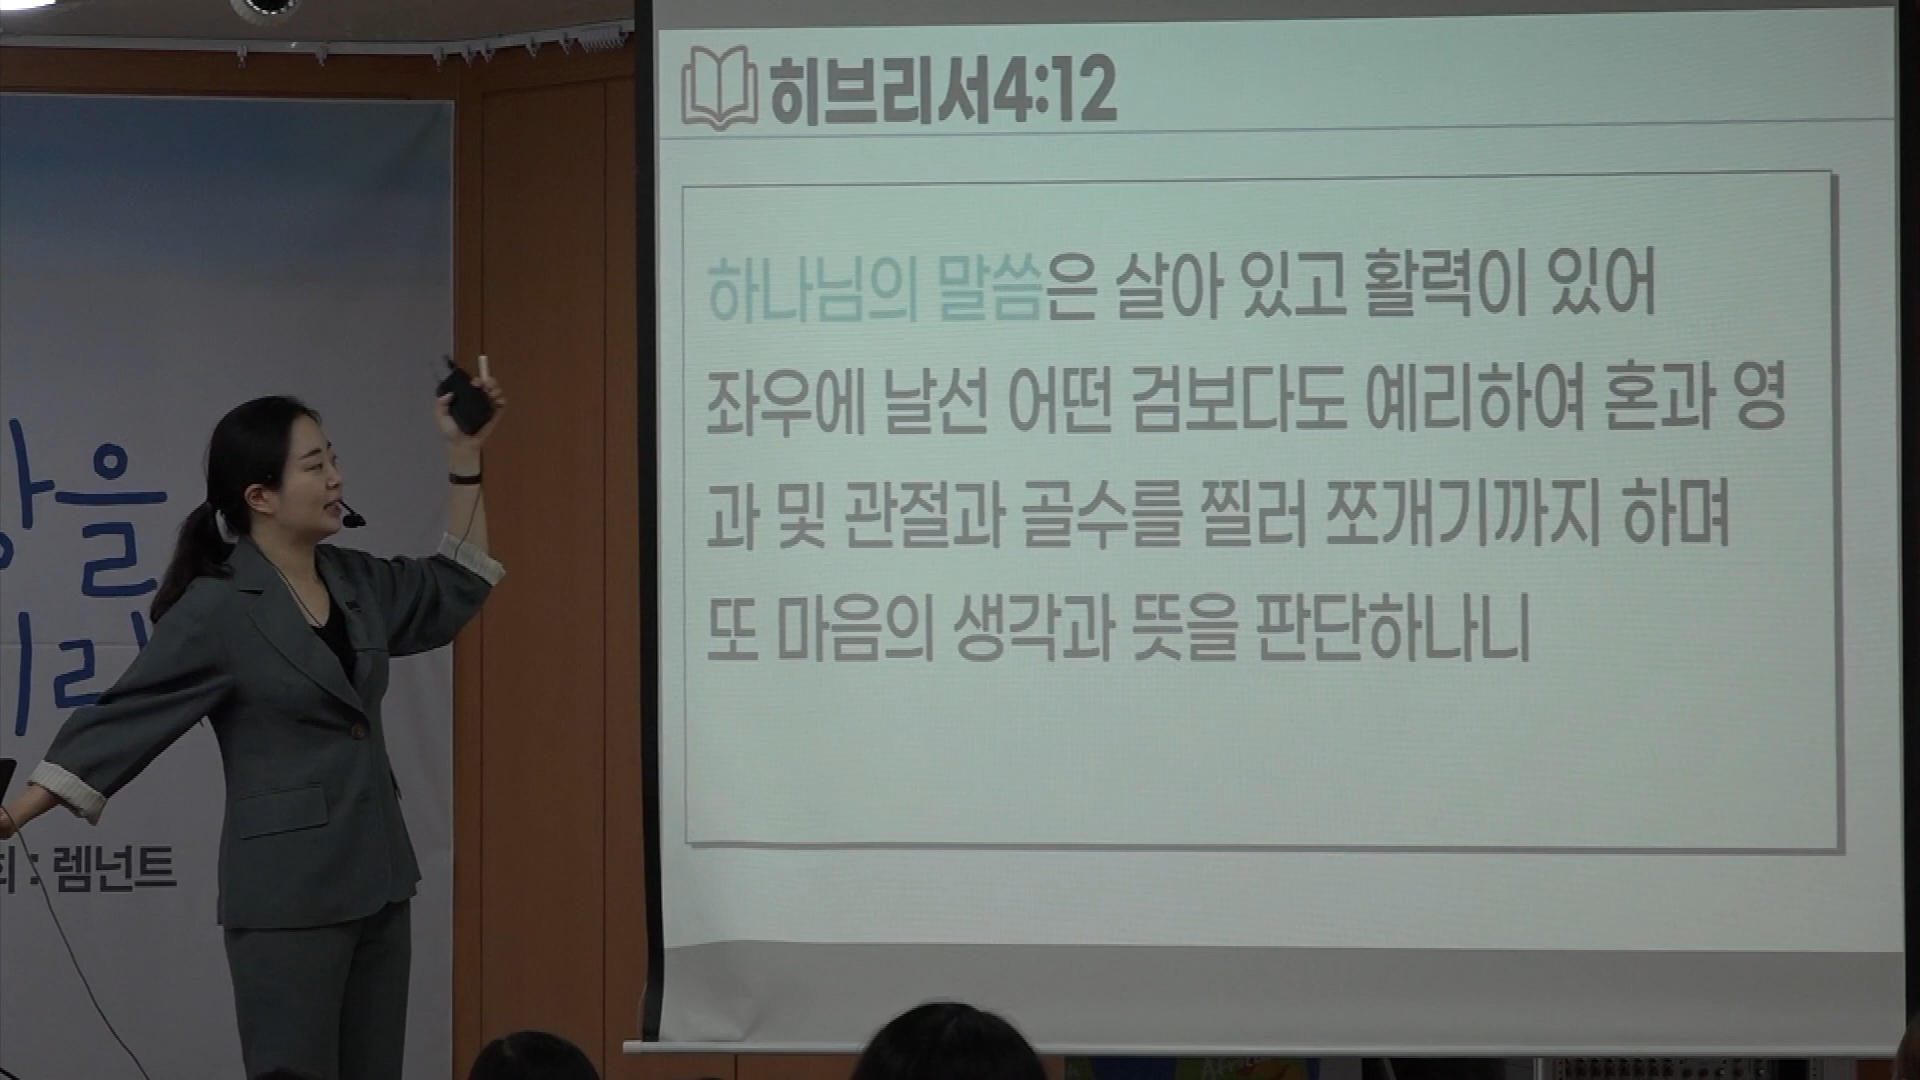 히브리서4:12
하나님의 말씀은 살아 있고 활력이 있어
좌우에 날선 어떤 검보다도 예리하여 혼과 영
과 및 관절과 골수를 찔러 쪼개기까지 하며
또 마음의 생각과 뜻을 판단하나니
을
: 렘넌트